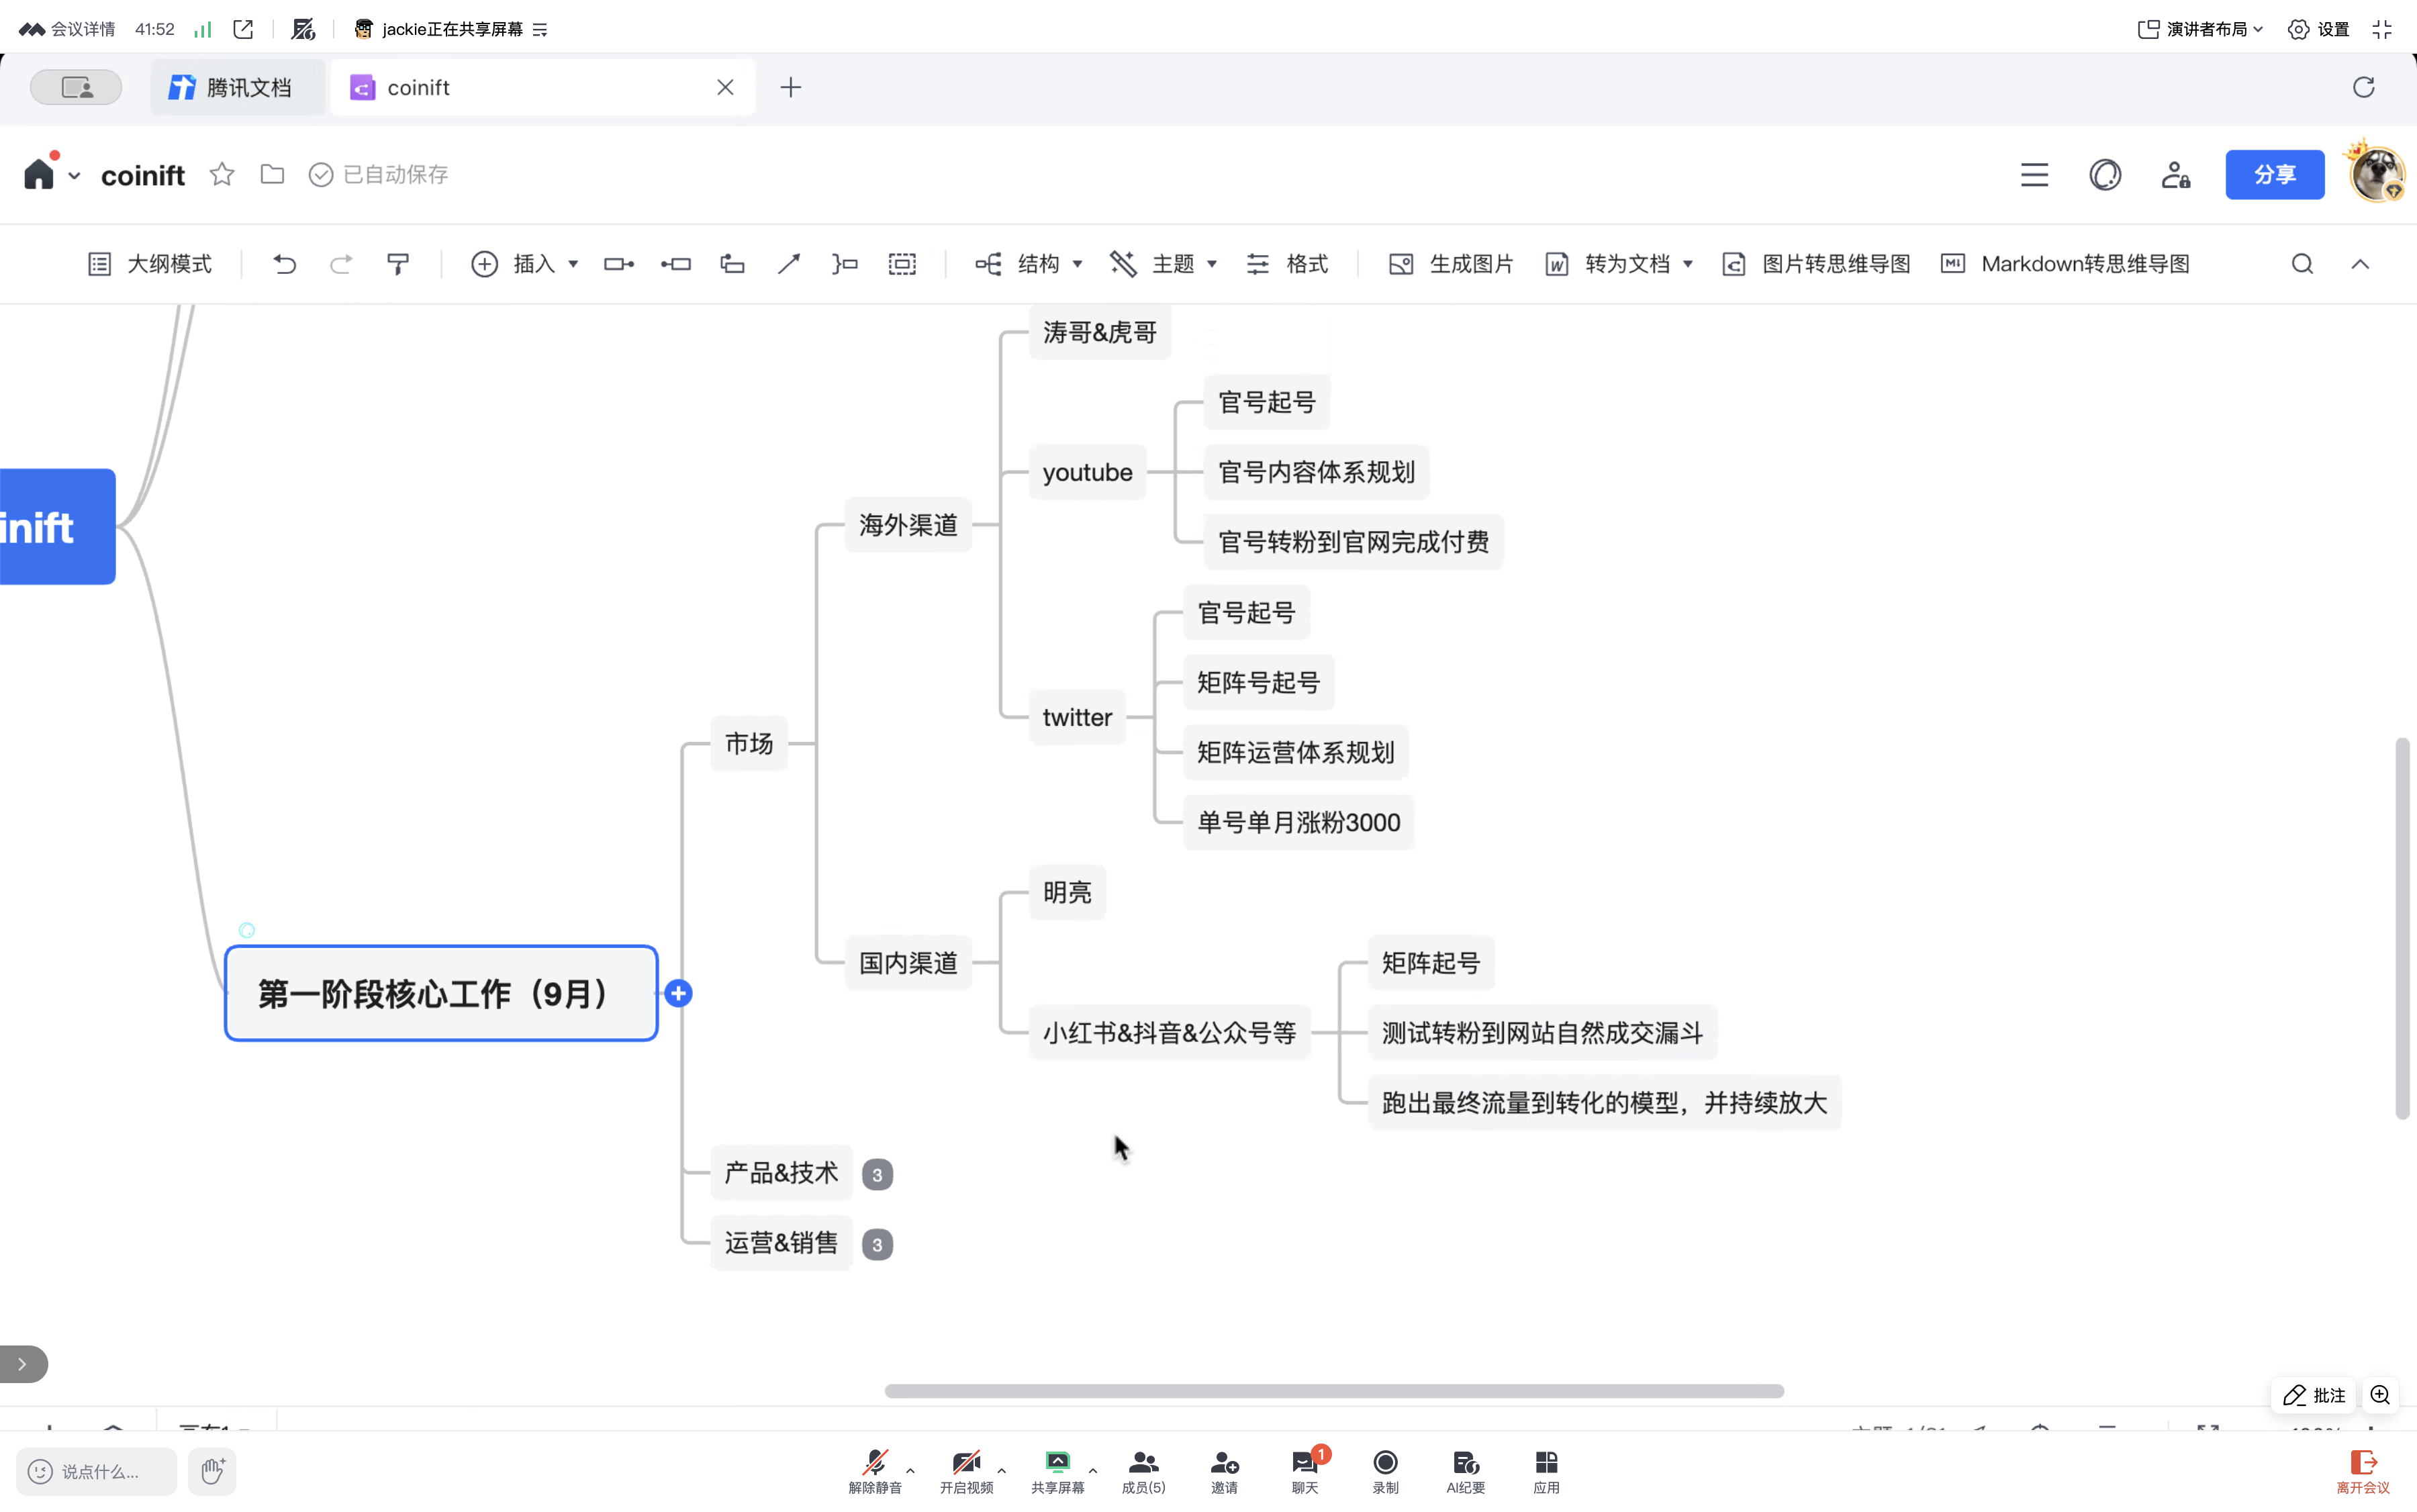 会议详情 41:52 jackie正在共享屏幕 演讲者布局 设置
腾讯文档 coinift
coinift 已自动保存 分享
大纲模式 插入 结构 主题 格式 生成图片 转为文档 图片转思维导图 Markdown转思维导图
inift
第一阶段核心工作（9月）
市场
海外渠道
涛哥&虎哥
youtube
官号起号
官号内容体系规划
官号转粉到官网完成付费
twitter
官号起号
矩阵号起号
矩阵运营体系规划
单号单月涨粉3000
国内渠道
明亮
小红书&抖音&公众号等
矩阵起号
测试转粉到网站自然成交漏斗
跑出最终流量到转化的模型，并持续放大
产品&技术 3
运营&销售 3
批注
说点什么...
解除静音 开启视频 共享屏幕 成员(5) 邀请 聊天 1 录制 AI纪要 应用 离开会议